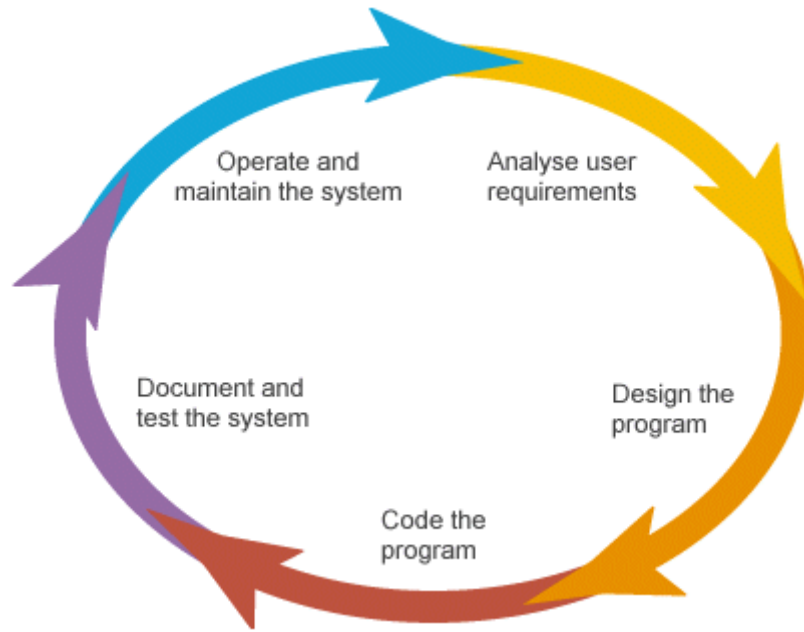 Operate and
maintain the system
Analyse user
requirements
Design the
program
Code the
program
Document and
test the system